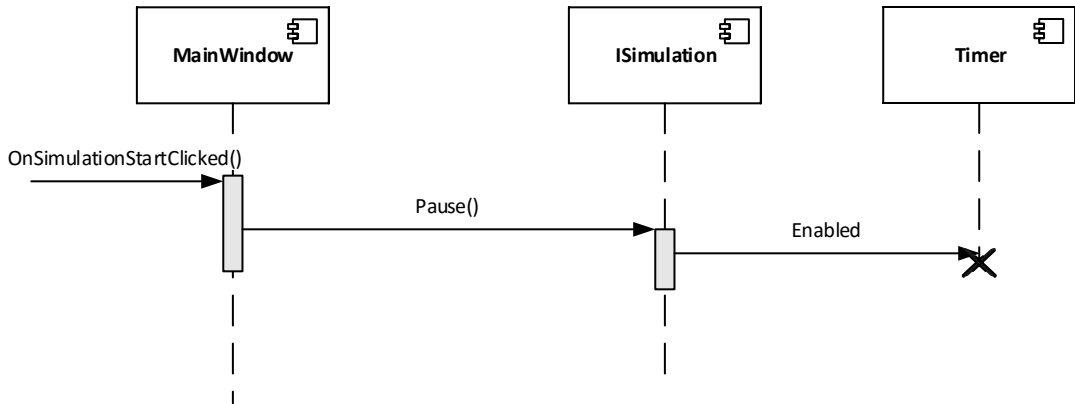 MainWindow
ISimulation
Timer
OnSimulationStartClicked()
Pause()
Enabled